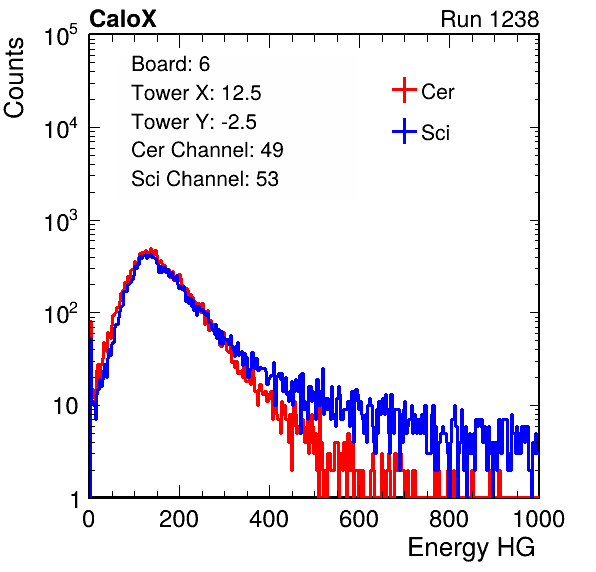 CaloX Run 1238
Board: 6
Tower X: 12.5
Tower Y: -2.5
Cer Channel: 49
Sci Channel: 53
Cer
Sci
Counts
10^5
10^4
10^3
10^2
10
1
0 200 400 600 800 1000
Energy HG